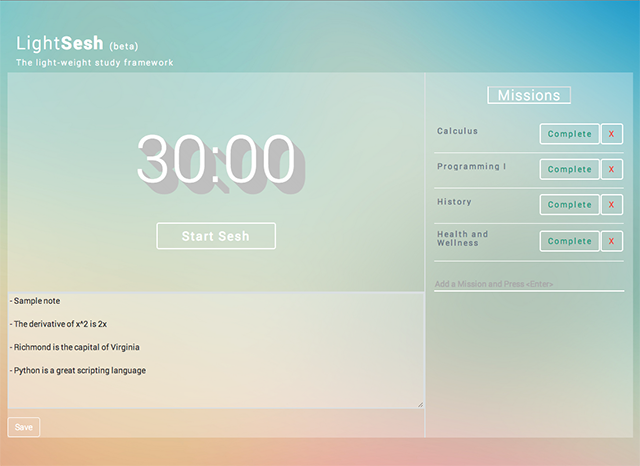 LightSesh (beta)
The light-weight study framework
30:00
Start Sesh
- Sample note
- The derivative of x^2 is 2x
- Richmond is the capital of Virginia
- Python is a great scripting language
Save
Missions
Calculus Complete X
Programming I Complete X
History Complete X
Health and
Wellness Complete X
Add a Mission and Press <Enter>